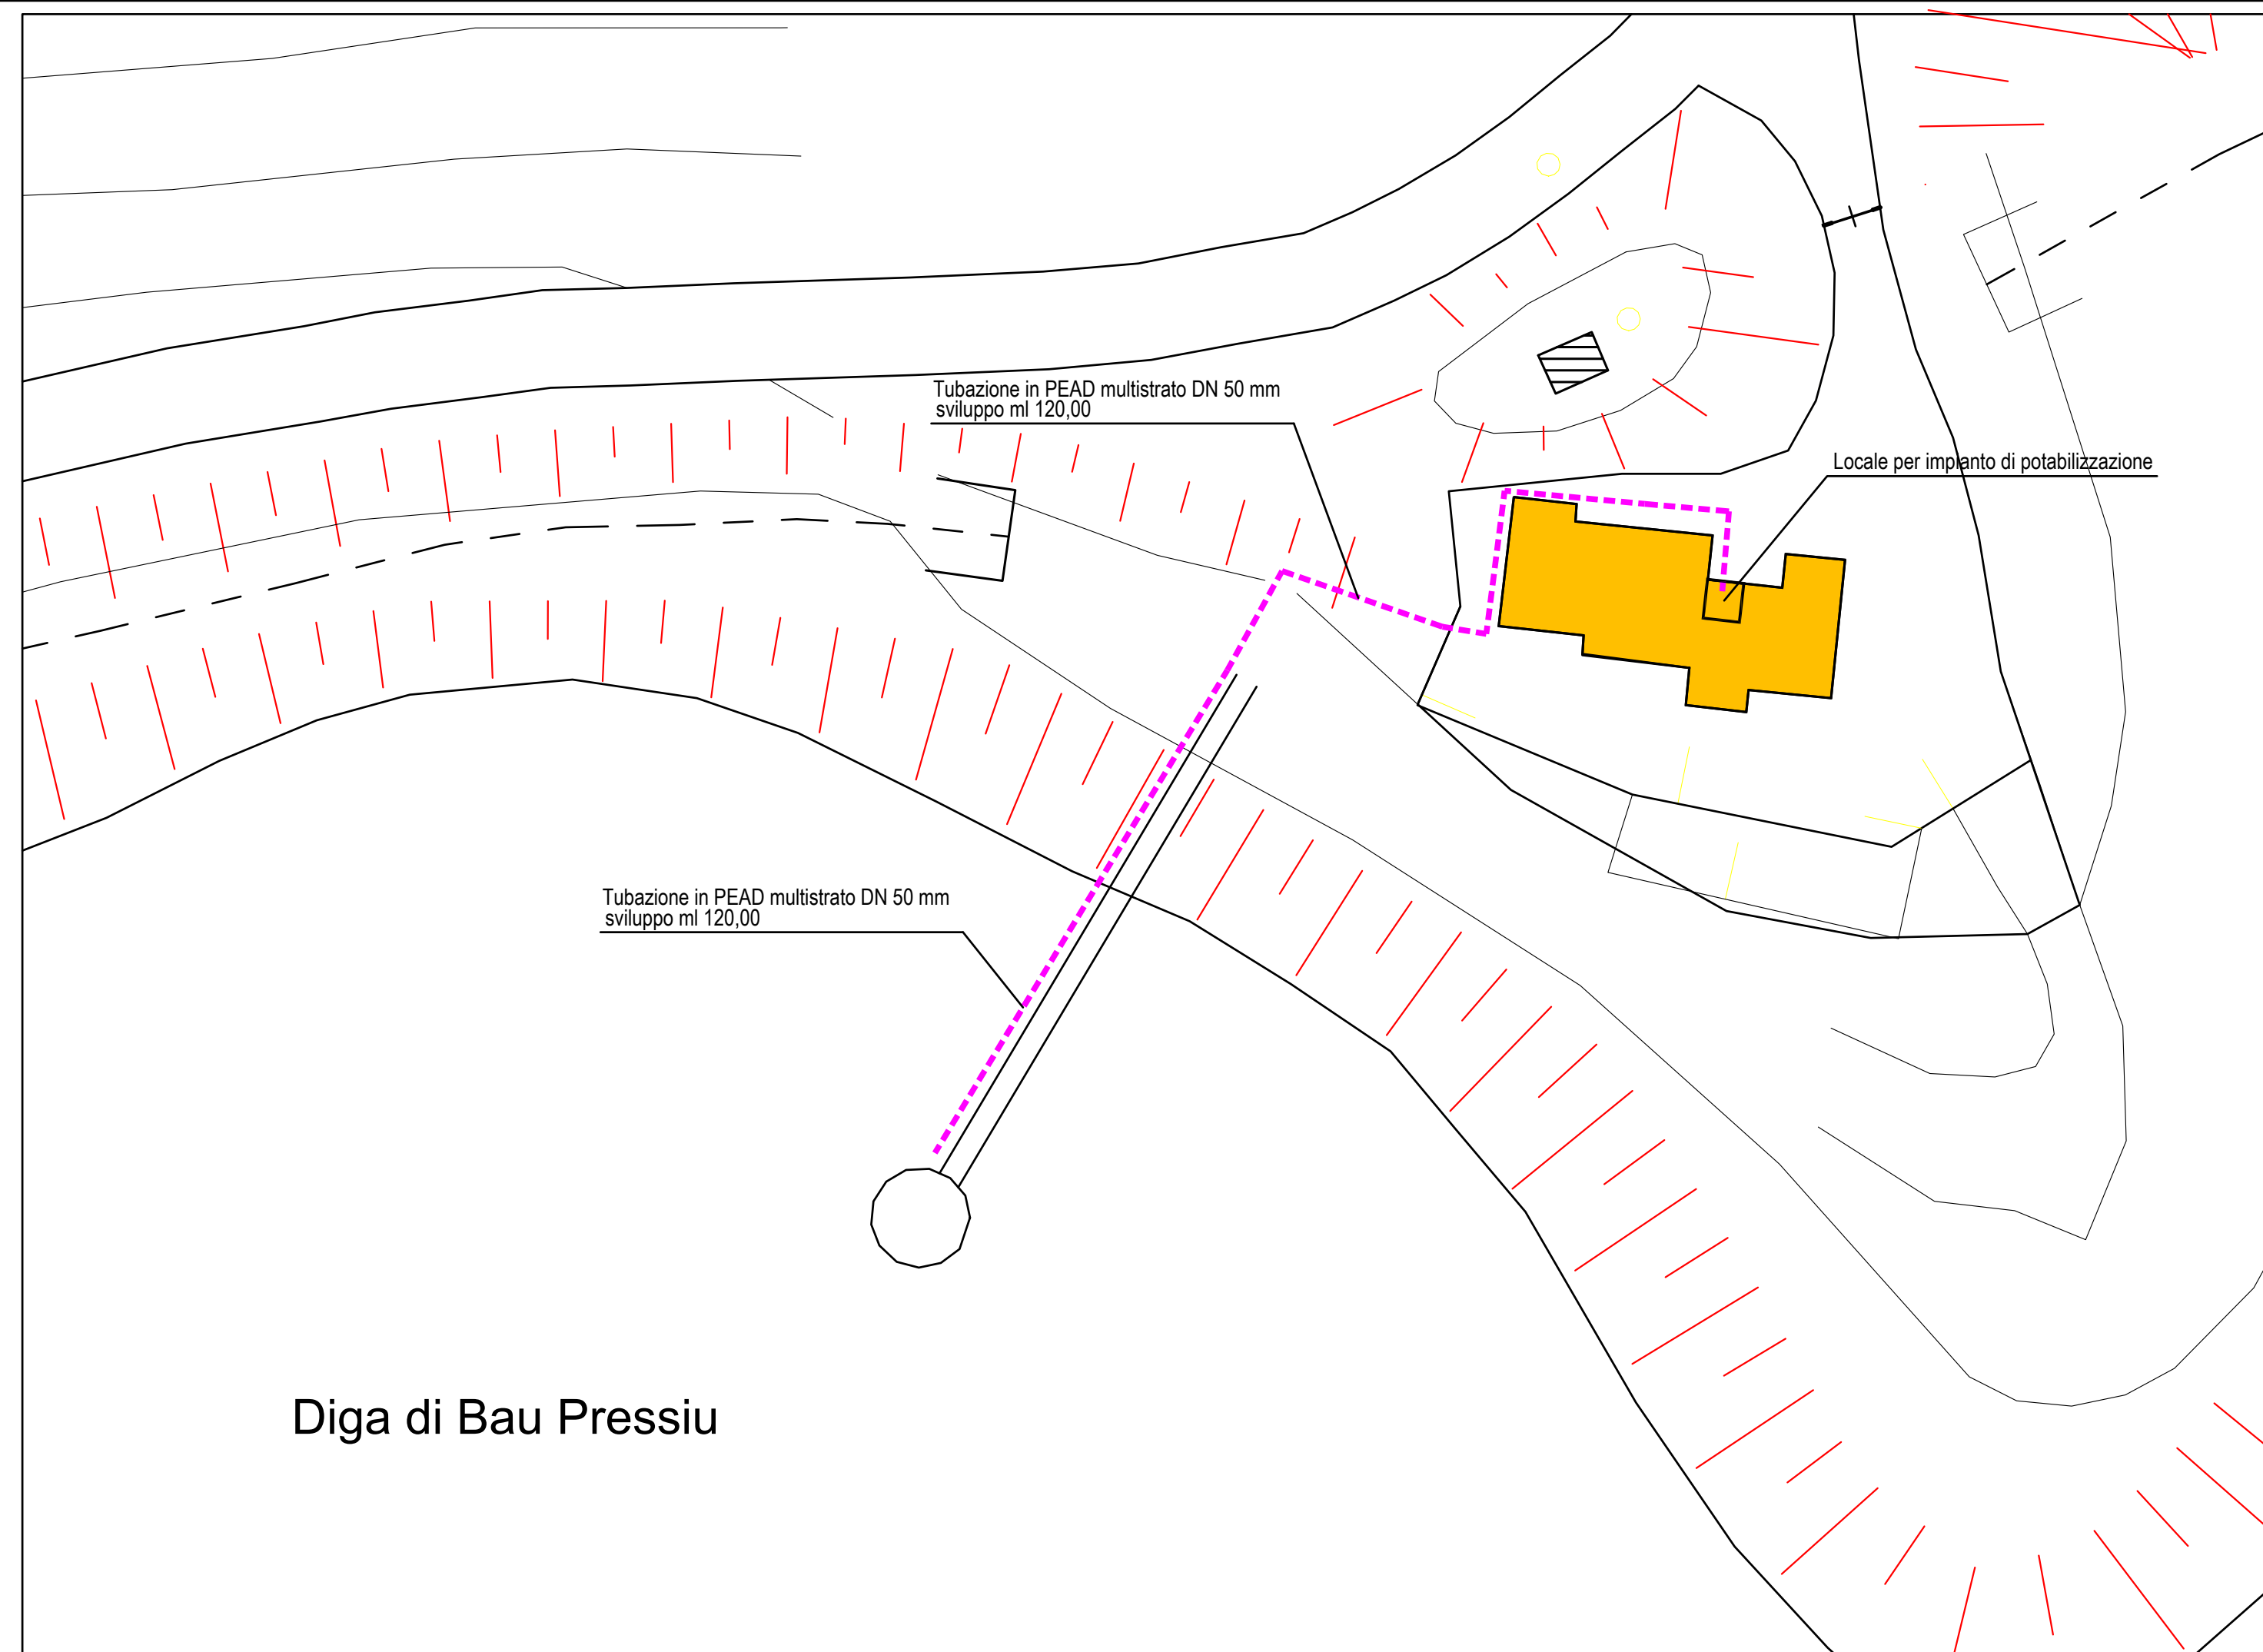 Tubazione in PEAD multistrato DN 50 mm
sviluppo ml 120,00
Locale per impianto di potabilizzazione
Tubazione in PEAD multistrato DN 50 mm
sviluppo ml 120,00
Diga di Bau Pressiu